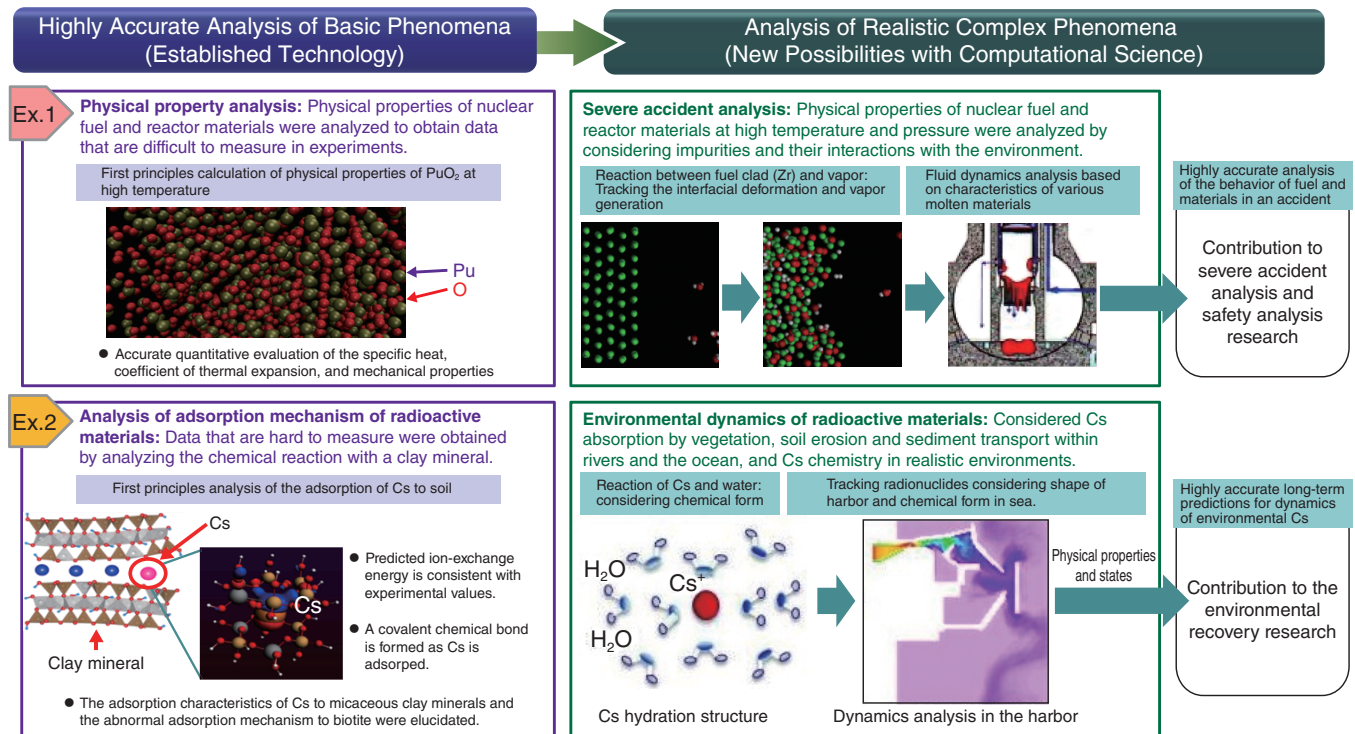 Highly Accurate Analysis of Basic Phenomena
(Established Technology)
Analysis of Realistic Complex Phenomena
(New Possibilities with Computational Science)
Ex.1
Physical property analysis: Physical properties of nuclear
fuel and reactor materials were analyzed to obtain data
that are difficult to measure in experiments.
First principles calculation of physical properties of PuO₂ at
high temperature
Pu
O
● Accurate quantitative evaluation of the specific heat,
coefficient of thermal expansion, and mechanical properties
Severe accident analysis: Physical properties of nuclear fuel and
reactor materials at high temperature and pressure were analyzed by
considering impurities and their interactions with the environment.
Reaction between fuel clad (Zr) and vapor:
Tracking the interfacial deformation and vapor
generation
Fluid dynamics analysis based
on characteristics of various
molten materials
Highly accurate analysis
of the behavior of fuel and
materials in an accident
Contribution to
severe accident
analysis and
safety analysis
research
Ex.2
Analysis of adsorption mechanism of radioactive
materials: Data that are hard to measure were obtained
by analyzing the chemical reaction with a clay mineral.
First principles analysis of the adsorption of Cs to soil
Cs
Cs
Clay mineral
● Predicted ion-exchange
energy is consistent with
experimental values.
● A covalent chemical bond
is formed as Cs is
adsorped.
● The adsorption characteristics of Cs to micaceous clay minerals and
the abnormal adsorption mechanism to biotite were elucidated.
Environmental dynamics of radioactive materials: Considered Cs
absorption by vegetation, soil erosion and sediment transport within
rivers and the ocean, and Cs chemistry in realistic environments.
Reaction of Cs and water:
considering chemical form
Tracking radionuclides considering shape of
harbor and chemical form in sea.
H₂O
Cs⁺
H₂O
Cs hydration structure
Dynamics analysis in the harbor
Physical properties
and states
Highly accurate long-term
predictions for dynamics
of environmental Cs
Contribution to the
environmental
recovery research